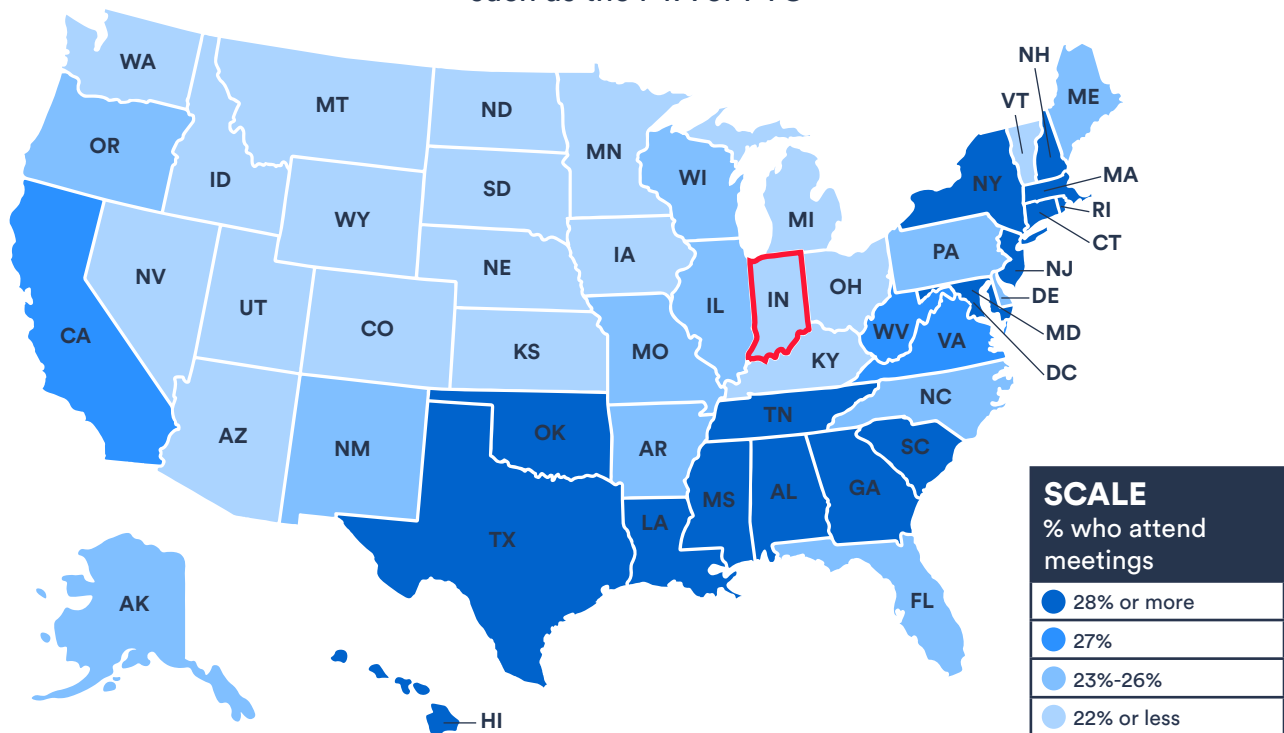 NH
WA
ME
MT
VT
ND
OR
MN
WI
ID
SD
NY
MA
MI
WY
RI
CT
IA
PA
NE
NV
NJ
OH
IN
DE
UT
IL
CO
WV
MD
CA
VA
KS
MO
KY
DC
NC
TN
AZ
OK
NM
AR
SC
GA
AL
MS
LA
TX
AK
FL
HI
SCALE
% who attend
meetings
28% or more
27%
23%-26%
22% or less